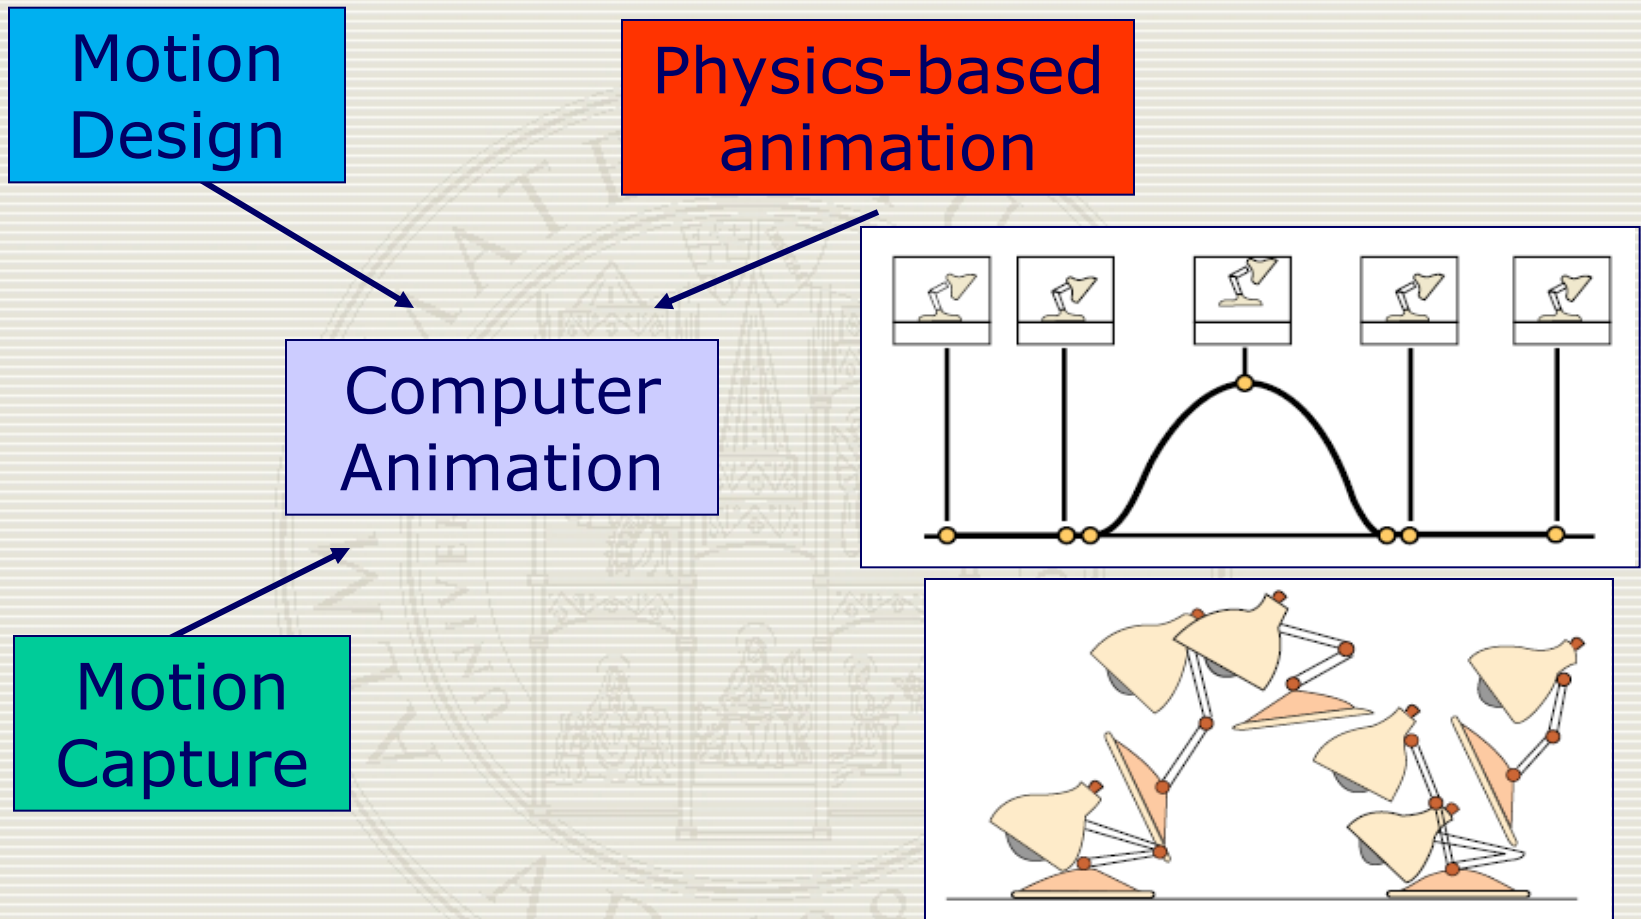 Motion
Design
Physics-based
animation
Computer
Animation
Motion
Capture